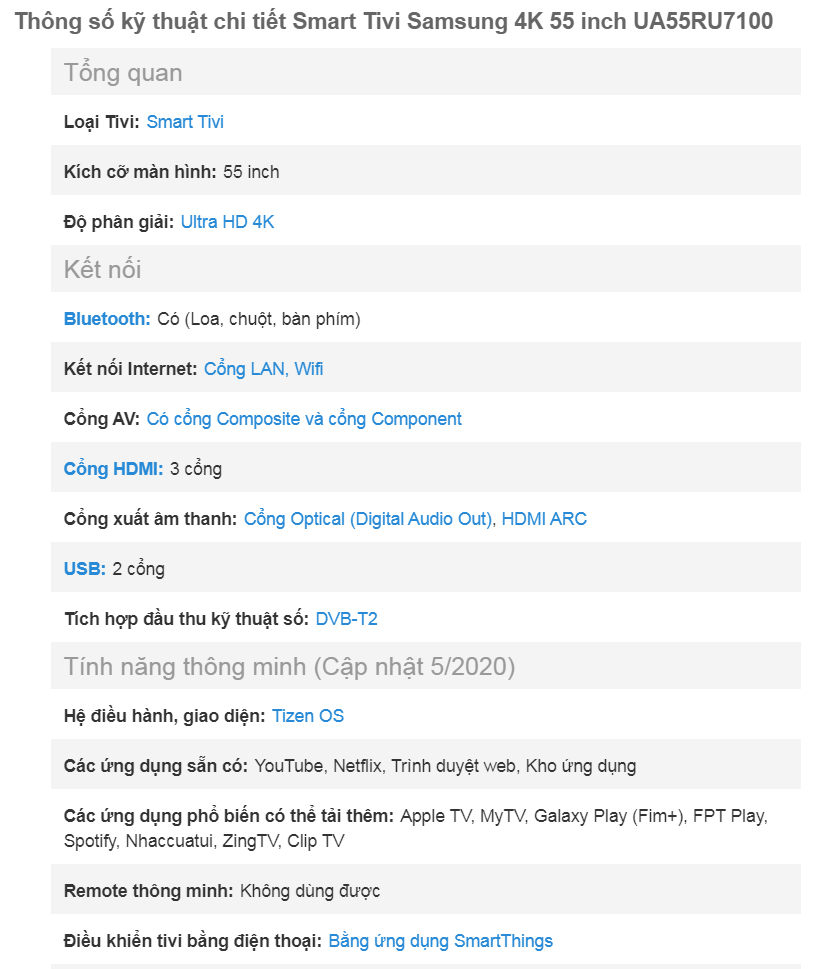 Thông số kỹ thuật chi tiết Smart Tivi Samsung 4K 55 inch UA55RU7100
Tổng quan
Loại Tivi: Smart Tivi
Kích cỡ màn hình: 55 inch
Độ phân giải: Ultra HD 4K
Kết nối
Bluetooth: Có (Loa, chuột, bàn phím)
Kết nối Internet: Cổng LAN, Wifi
Cổng AV: Có cổng Composite và cổng Component
Cổng HDMI: 3 cổng
Cổng xuất âm thanh: Cổng Optical (Digital Audio Out), HDMI ARC
USB: 2 cổng
Tích hợp đầu thu kỹ thuật số: DVB-T2
Tính năng thông minh (Cập nhật 5/2020)
Hệ điều hành, giao diện: Tizen OS
Các ứng dụng sẵn có: YouTube, Netflix, Trình duyệt web, Kho ứng dụng
Các ứng dụng phổ biến có thể tải thêm: Apple TV, MyTV, Galaxy Play (Fim+), FPT Play,
Spotify, Nhaccuatui, ZingTV, Clip TV
Remote thông minh: Không dùng được
Điều khiển tivi bằng điện thoại: Bằng ứng dụng SmartThings